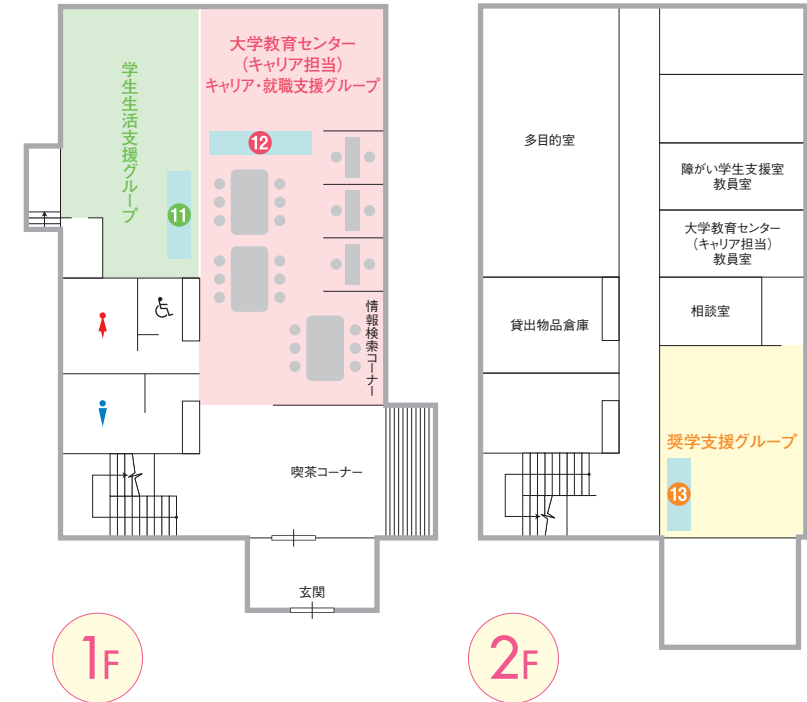 学生生活支援グループ
大学教育センター
(キャリア担当)
キャリア・就職支援グループ
12
11
情報検索コーナー
喫茶コーナー
玄関
1F
多目的室
障がい学生支援室
教員室
大学教育センター
(キャリア担当)
教員室
貸出物品倉庫
相談室
奨学支援グループ
13
2F